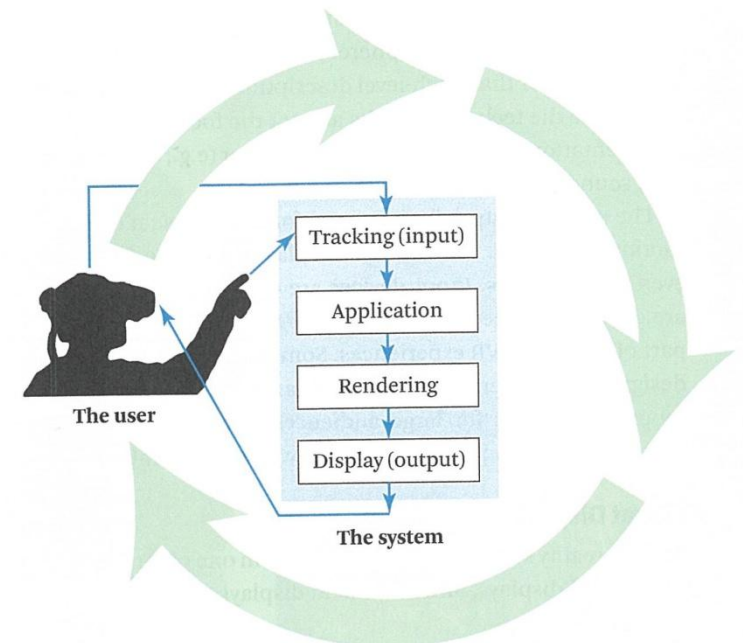 Tracking (input)
Application
Rendering
Display (output)
The user
The system